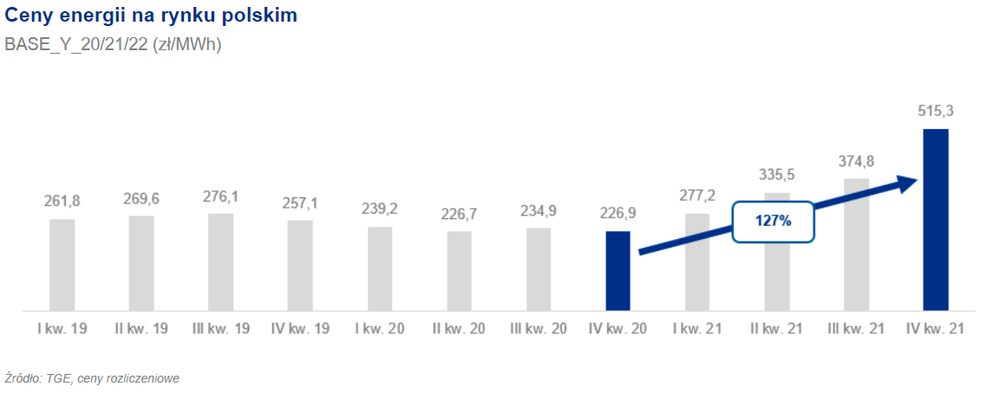 Ceny energii na rynku polskim
BASE_Y_20/21/22 (zł/MWh)
515,3
374,8
335,5
261,8 269,6 276,1 257,1 239,2 226,7 234,9 226,9 277,2
127%
I kw. 19 II kw. 19 III kw. 19 IV kw. 19 I kw. 20 II kw. 20 III kw. 20 IV kw. 20 I kw. 21 II kw. 21 III kw. 21 IV kw. 21
Źródło: TGE, ceny rozliczeniowe